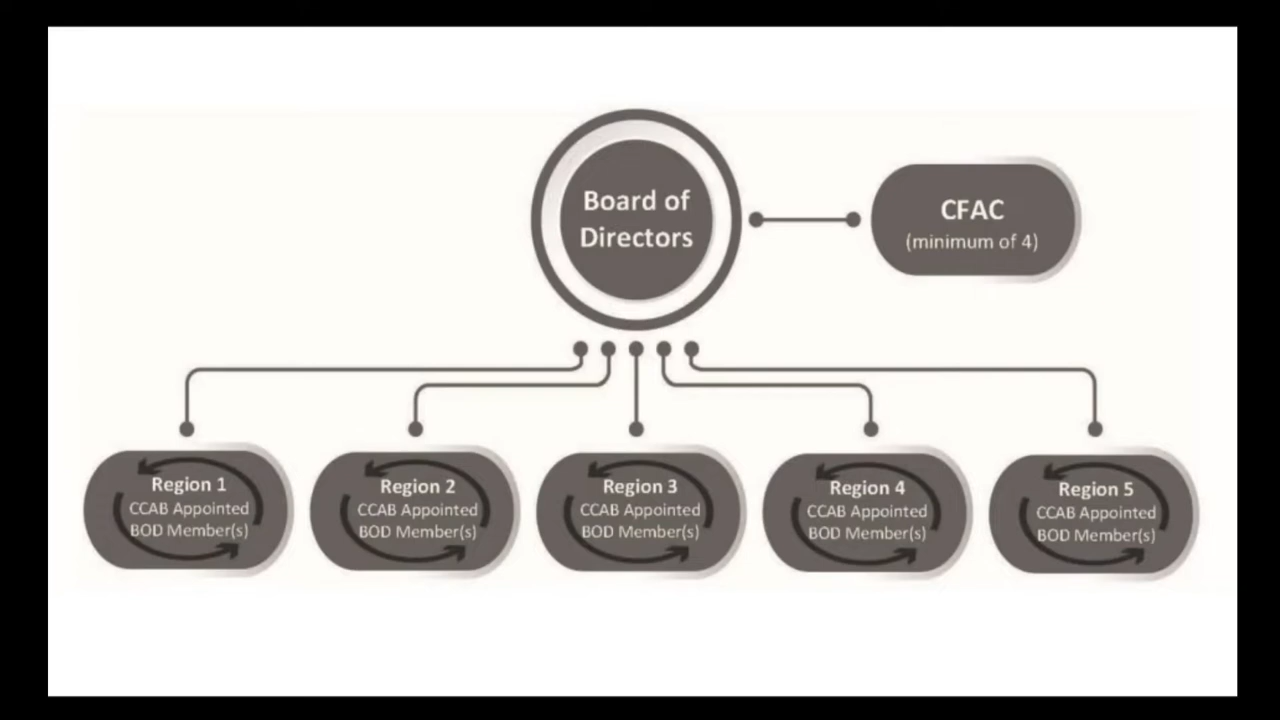 Board of
Directors
CFAC
(minimum of 4)
Region 1
CCAB Appointed
BOD Member(s)
Region 2
CCAB Appointed
BOD Member(s)
Region 3
CCAB Appointed
BOD Member(s)
Region 4
CCAB Appointed
BOD Member(s)
Region 5
CCAB Appointed
BOD Member(s)